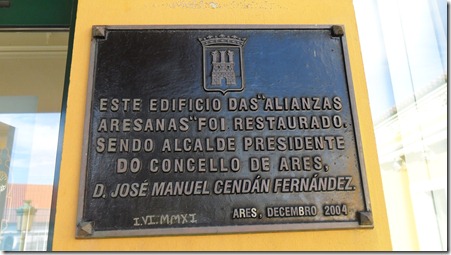 ESTE EDIFICIO DAS "ALIANZAS
ARESANAS" FOI RESTAURADO,
SENDO ALCALDE PRESIDENTE
DO CONCELLO DE ARES,
D. JOSÉ MANUEL CENDÁN FERNÁNDEZ.
ARES, DECEMBRO 2004
I.VI.MMXI